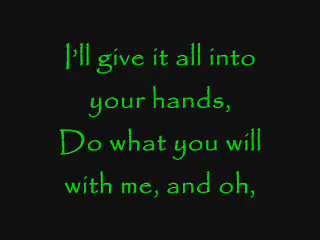 I'll give it all into
your hands,
Do what you will
with me, and oh,